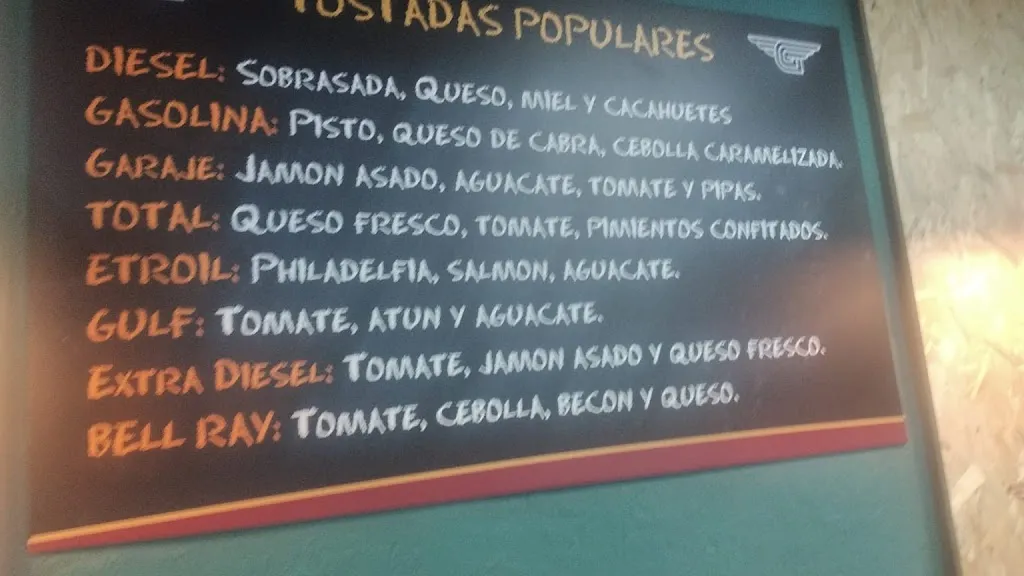 TOSTADAS POPULARES
DIESEL: SOBRASADA, QUESO, MIEL Y CACAHUETES
GASOLINA: PISTO, QUESO DE CABRA, CEBOLLA CARAMELIZADA.
GARAJE: JAMON ASADO, AGUACATE, TOMATE Y PIPAS.
TOTAL: QUESO FRESCO, TOMATE, PIMIENTOS CONFITADOS.
ETROIL: PHILADELFIA, SALMON, AGUACATE.
GULF: TOMATE, ATUN Y AGUACATE.
EXTRA DIESEL: TOMATE, JAMON ASADO Y QUESO FRESCO.
BELL RAY: TOMATE, CEBOLLA, BECON Y QUESO.